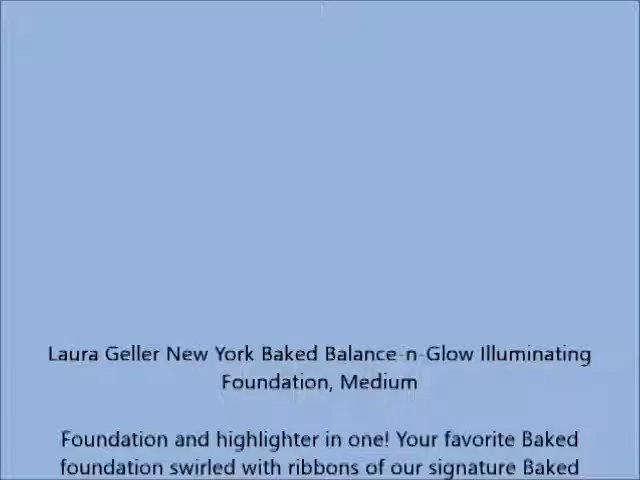 Laura Geller New York Baked Balance-n-Glow Illuminating
Foundation, Medium
Foundation and highlighter in one! Your favorite Baked
foundation swirled with ribbons of our signature Baked